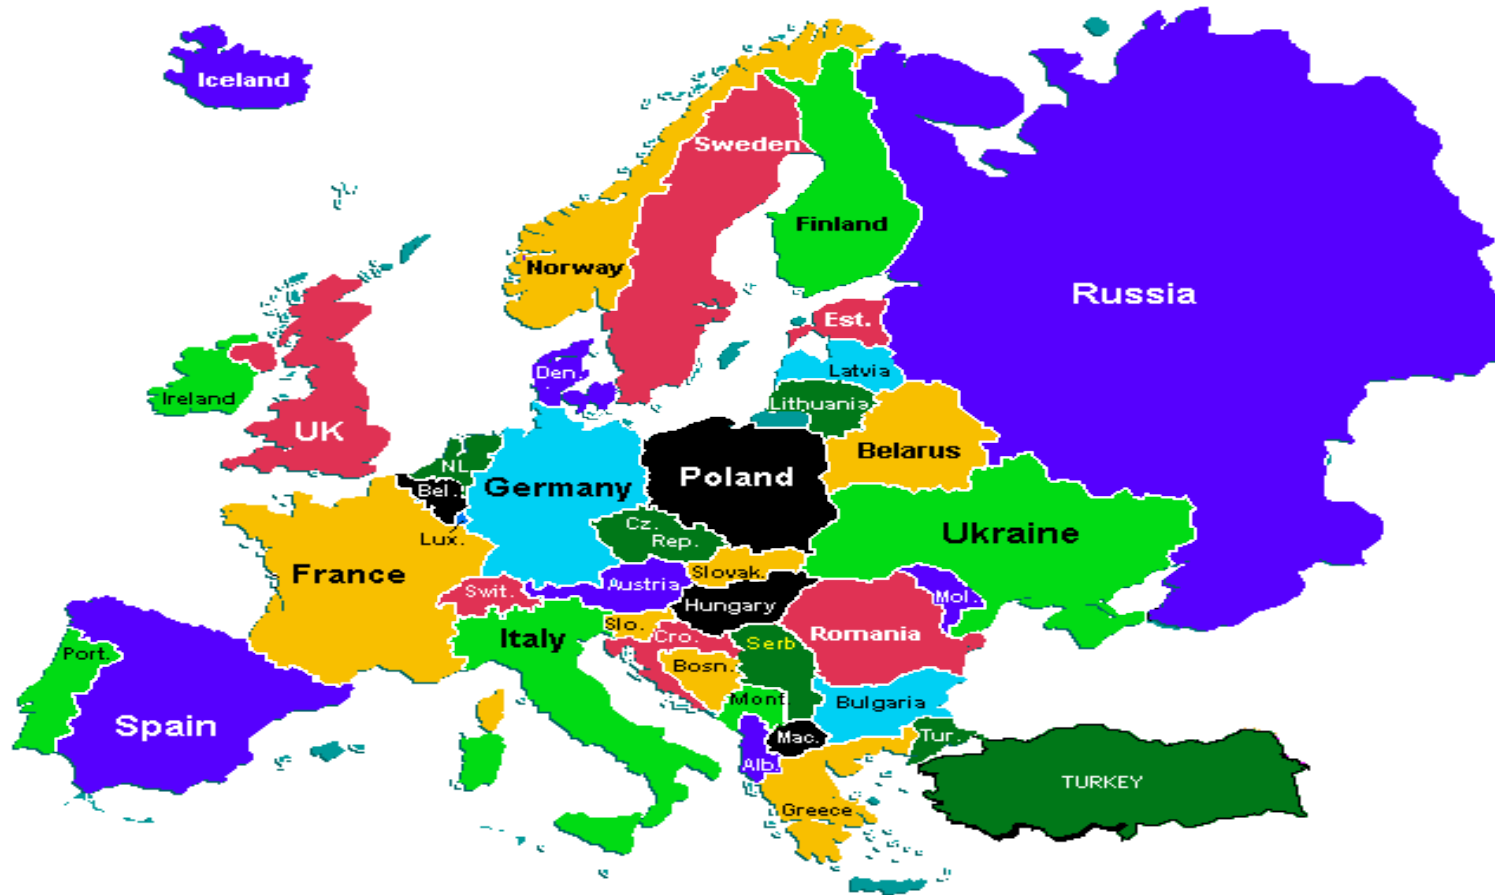 Iceland
Sweden
Finland
Norway
Russia
Est.
Den.
Latvia
Ireland
Lithuania
UK
Belarus
NL
Poland
Germany
Bel.
Cz.
Rep.
Ukraine
Lux.
France
Slovak.
Austria
Swit.
Mol.
Hungary
Slo.
Romania
Italy
Cro.
Serb
Port.
Bosn.
Mont.
Bulgaria
Spain
Mac.
Tur.
Alb.
TURKEY
Greece